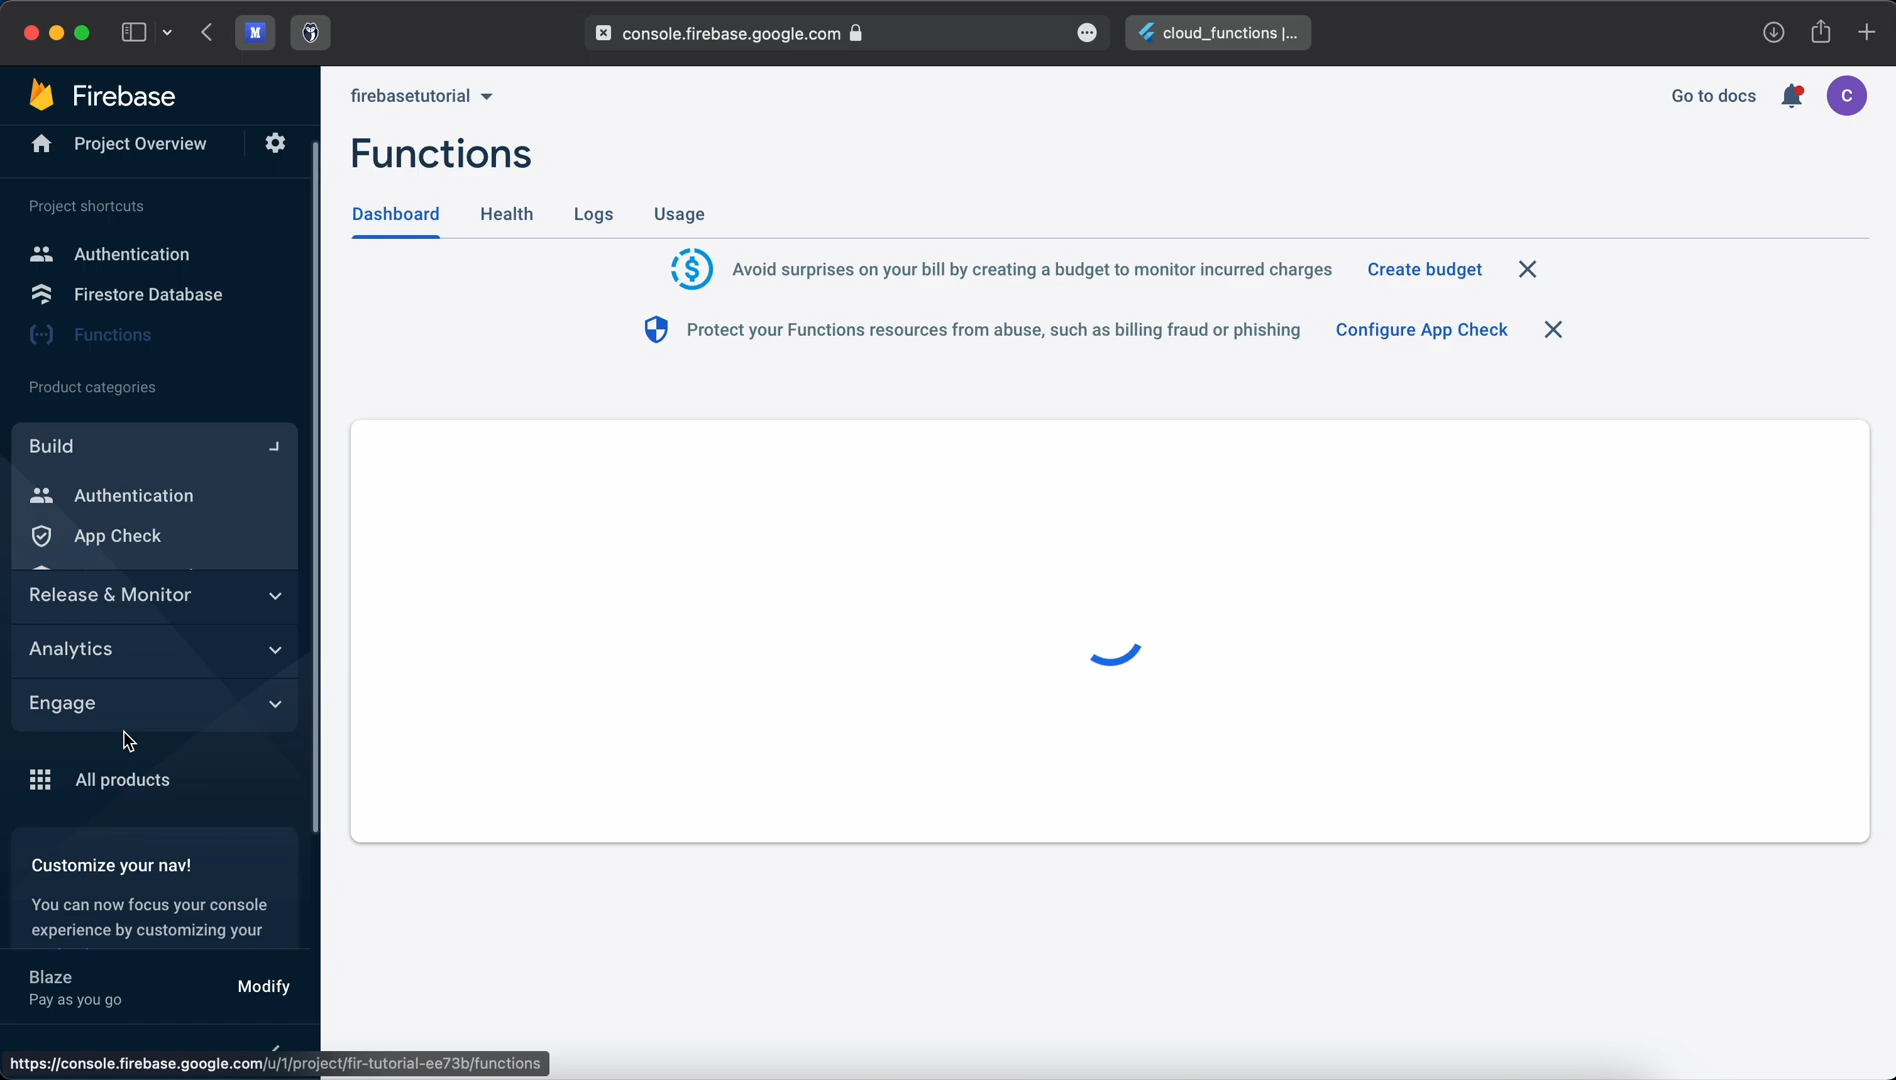 M
console.firebase.google.com
cloud_functions |...
Firebase
firebasetutorial
Go to docs
C
Project Overview
Functions
Project shortcuts
Dashboard
Health
Logs
Usage
Authentication
Avoid surprises on your bill by creating a budget to monitor incurred charges
Create budget
Firestore Database
Functions
Protect your Functions resources from abuse, such as billing fraud or phishing
Configure App Check
Product categories
Build
Authentication
App Check
Release & Monitor
Analytics
Engage
All products
Customize your nav!
You can now focus your console
experience by customizing your
Blaze
Pay as you go
Modify
https://console.firebase.google.com/u/1/project/fir-tutorial-ee73b/functions